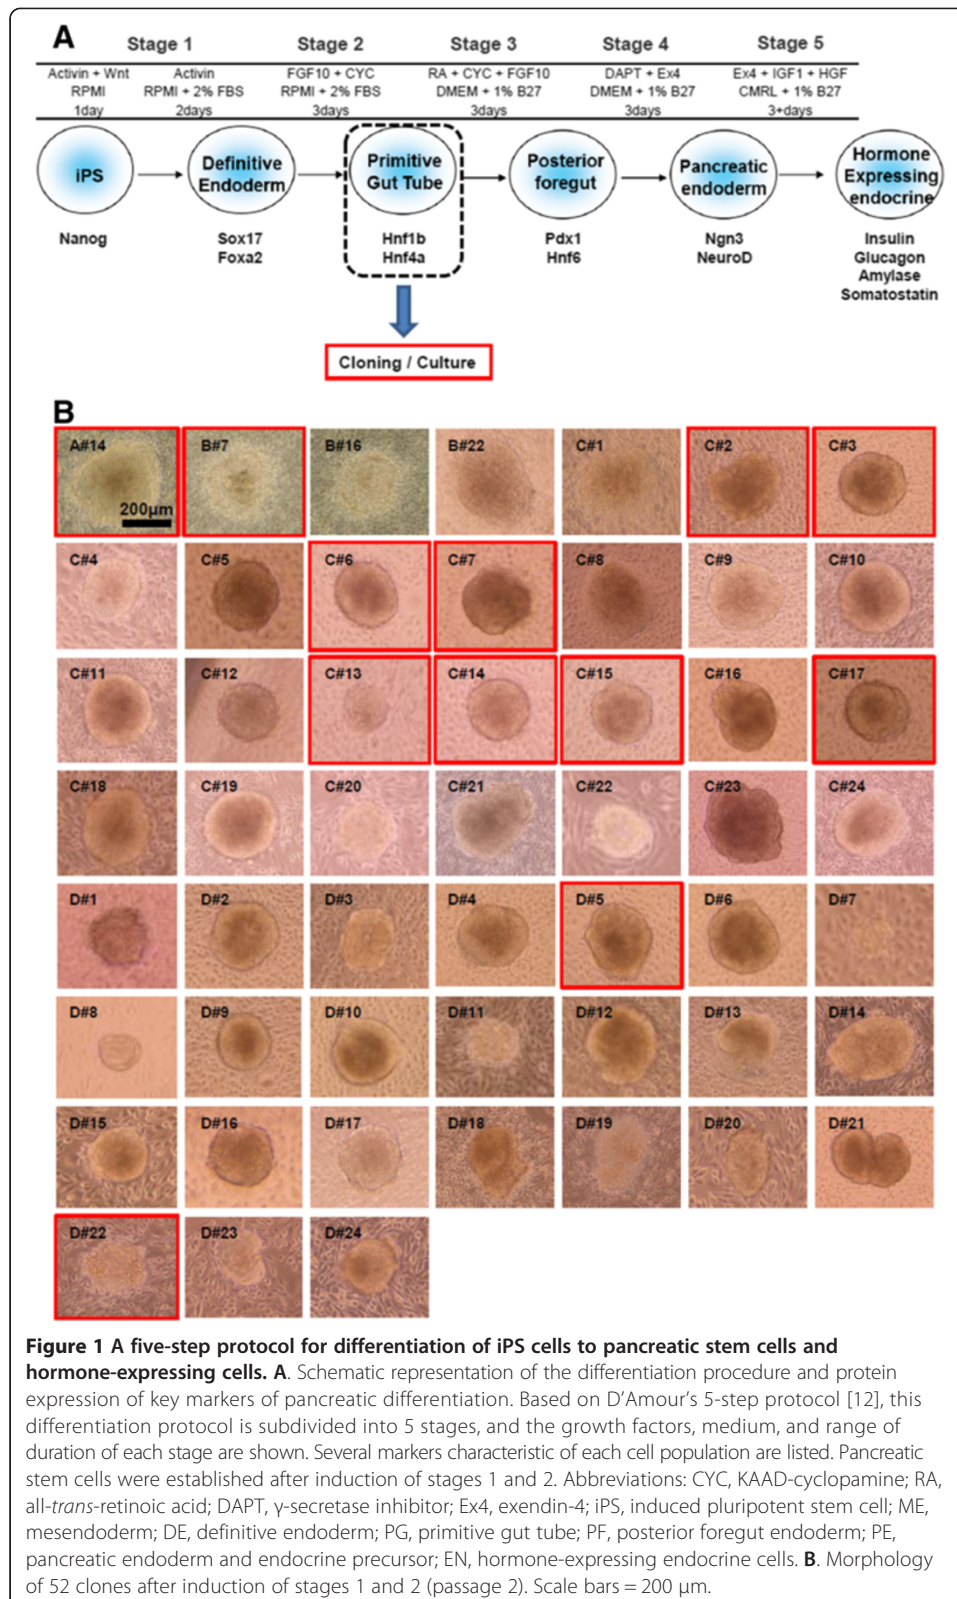 A
Stage 1 Stage 2 Stage 3 Stage 4 Stage 5
Activin + Wnt Activin FGF10 + CYC RA + CYC + FGF10 DAPT + Ex4 Ex4 + IGF1 + HGF
RPMI RPMI + 2% FBS RPMI + 2% FBS DMEM + 1% B27 DMEM + 1% B27 CMRL + 1% B27
1day 2days 3days 3days 3days 3+days
iPS
Definitive
Endoderm
Primitive
Gut Tube
Posterior
foregut
Pancreatic
endoderm
Hormone
Expressing
endocrine
Nanog
Sox17
Foxa2
Hnf1b
Hnf4a
Pdx1
Hnf6
Ngn3
NeuroD
Insulin
Glucagon
Amylase
Somatostatin
Cloning / Culture
B
A#14 B#7 B#16 B#22 C#1 C#2 C#3
200µm
C#4 C#5 C#6 C#7 C#8 C#9 C#10
C#11 C#12 C#13 C#14 C#15 C#16 C#17
C#18 C#19 C#20 C#21 C#22 C#23 C#24
D#1 D#2 D#3 D#4 D#5 D#6 D#7
D#8 D#9 D#10 D#11 D#12 D#13 D#14
D#15 D#16 D#17 D#18 D#19 D#20 D#21
D#22 D#23 D#24
Figure 1 A five-step protocol for differentiation of iPS cells to pancreatic stem cells and
hormone-expressing cells. A. Schematic representation of the differentiation procedure and protein
expression of key markers of pancreatic differentiation. Based on D'Amour's 5-step protocol [12], this
differentiation protocol is subdivided into 5 stages, and the growth factors, medium, and range of
duration of each stage are shown. Several markers characteristic of each cell population are listed. Pancreatic
stem cells were established after induction of stages 1 and 2. Abbreviations: CYC, KAAD-cyclopamine; RA,
all-trans-retinoic acid; DAPT, γ-secretase inhibitor; Ex4, exendin-4; iPS, induced pluripotent stem cell; ME,
mesendoderm; DE, definitive endoderm; PG, primitive gut tube; PF, posterior foregut endoderm; PE,
pancreatic endoderm and endocrine precursor; EN, hormone-expressing endocrine cells. B. Morphology
of 52 clones after induction of stages 1 and 2 (passage 2). Scale bars = 200 µm.